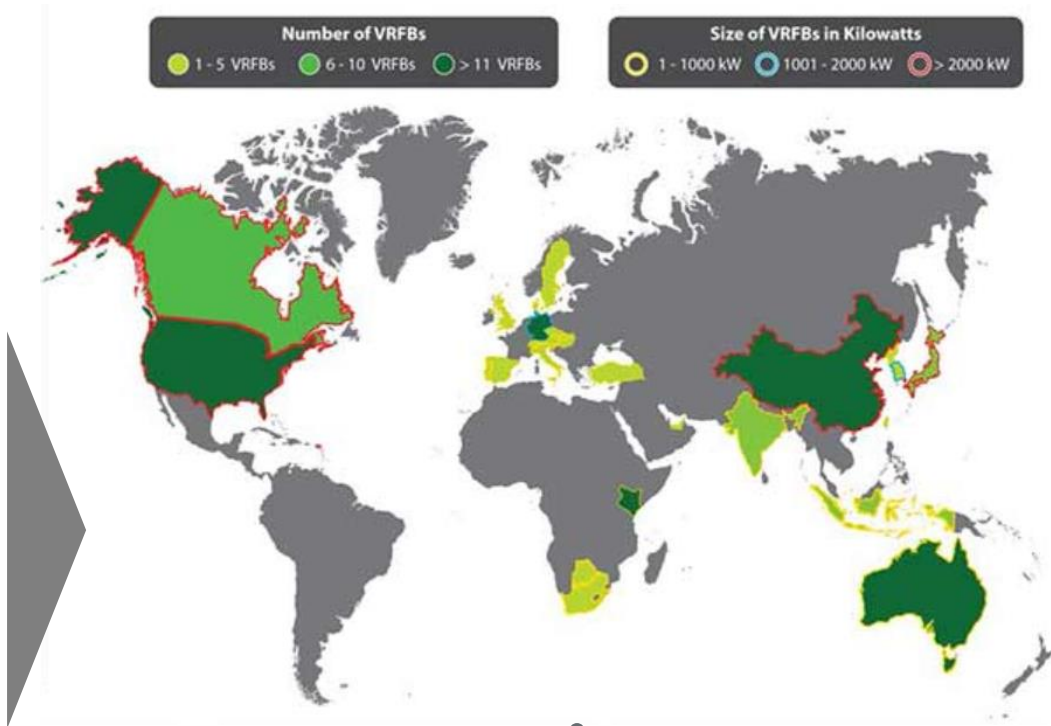 Number of VRFBs
1 - 5 VRFBs 6 - 10 VRFBs > 11 VRFBs
Size of VRFBs in Kilowatts
1 - 1000 kW 1001 - 2000 kW > 2000 kW